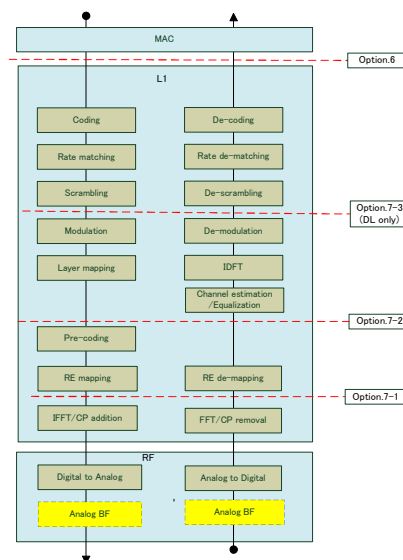 MAC
Option.6
L1
Coding
De-coding
Rate matching
Rate de-matching
Scrambling
De-scrambling
Option.7-3
(DL only)
Modulation
De-modulation
Layer mapping
IDFT
Channel estimation
/Equalization
Option.7-2
Pre-coding
RE mapping
RE de-mapping
Option.7-1
IFFT/CP addition
FFT/CP removal
RF
Digital to Analog
Analog to Digital
Analog BF
Analog BF